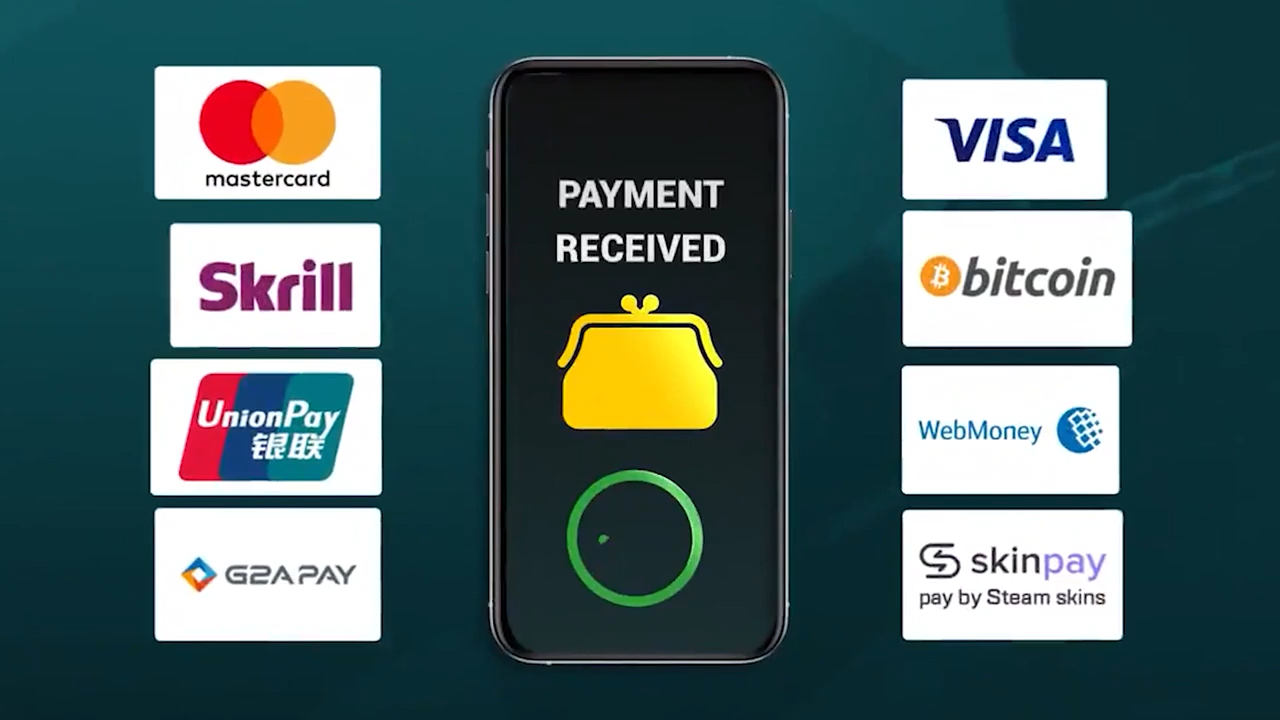 mastercard
Skrill
UnionPay
银联
G2A PAY
PAYMENT
RECEIVED
VISA
bitcoin
WebMoney
skinpay
pay by Steam skins